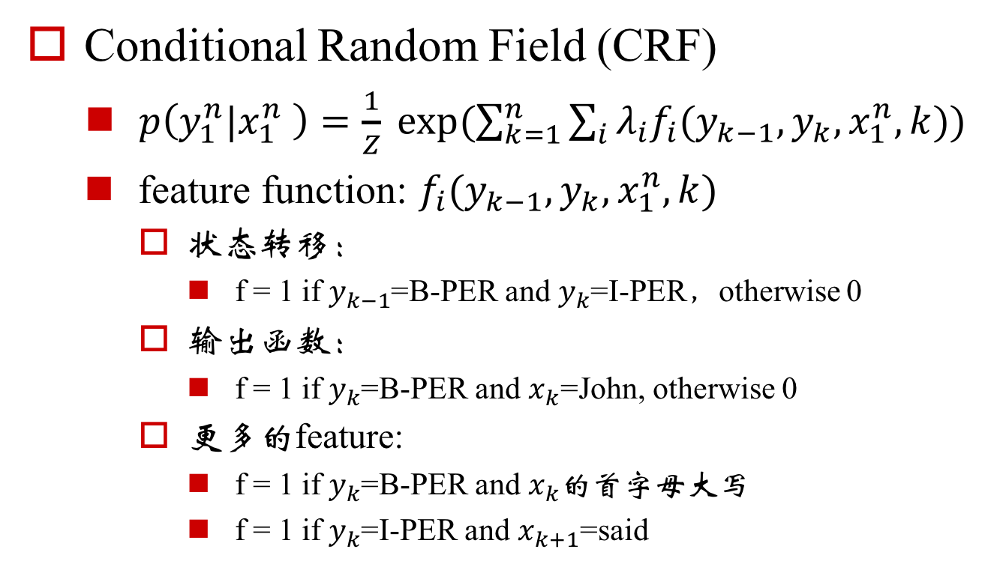 Conditional Random Field (CRF)
$p(y_1^n|x_1^n) = \frac{1}{Z} \exp(\sum_{k=1}^{n} \sum_i \lambda_i f_i(y_{k-1}, y_k, x_1^n, k))$
feature function: $f_i(y_{k-1}, y_k, x_1^n, k)$
状态转移：
f = 1 if $y_{k-1}$=B-PER and $y_k$=I-PER，otherwise 0
输出函数：
f = 1 if $y_k$=B-PER and $x_k$=John, otherwise 0
更多的feature:
f = 1 if $y_k$=B-PER and $x_k$的首字母大写
f = 1 if $y_k$=I-PER and $x_{k+1}$=said